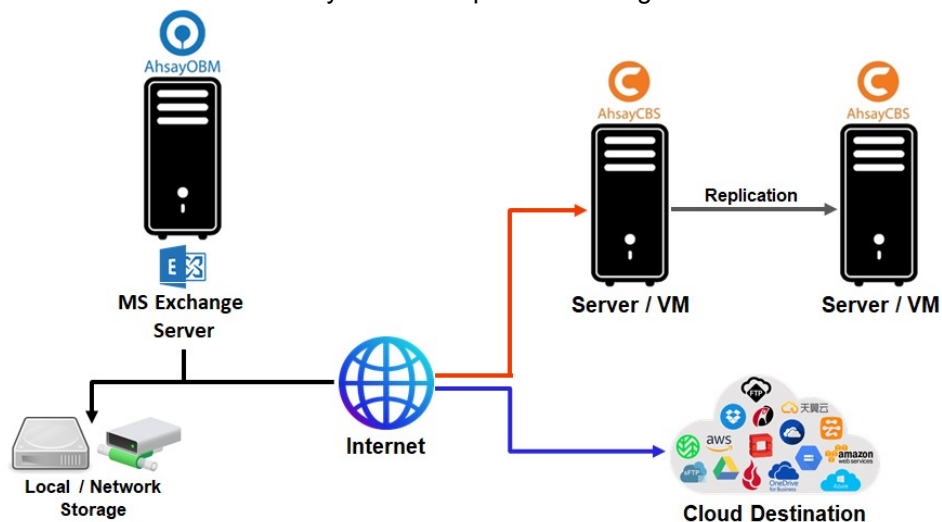 AhsayOBM
MS Exchange
Server
Local / Network
Storage
Internet
AhsayCBS
Server / VM
Replication
AhsayCBS
Server / VM
FTP
天翼云
aws
amazon
web services
SFTP
OneDrive
for Business
Azure
Cloud Destination